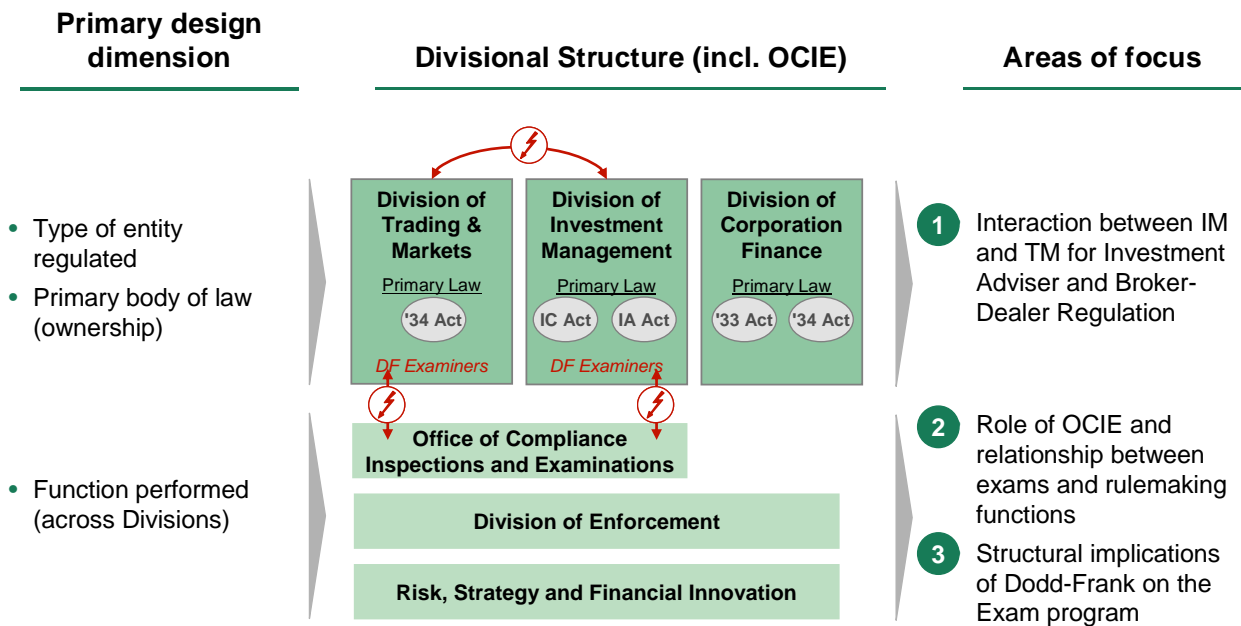 Primary design
dimension
Divisional Structure (incl. OCIE)
Areas of focus
• Type of entity
regulated
• Primary body of law
(ownership)
Division of
Trading &
Markets
Primary Law
'34 Act
DF Examiners
Division of
Investment
Management
Primary Law
IC Act
IA Act
DF Examiners
Division of
Corporation
Finance
Primary Law
'33 Act
'34 Act
1
Interaction between IM
and TM for Investment
Adviser and Broker-
Dealer Regulation
• Function performed
(across Divisions)
Office of Compliance
Inspections and Examinations
Division of Enforcement
Risk, Strategy and Financial Innovation
2
Role of OCIE and
relationship between
exams and rulemaking
functions
3
Structural implications
of Dodd-Frank on the
Exam program